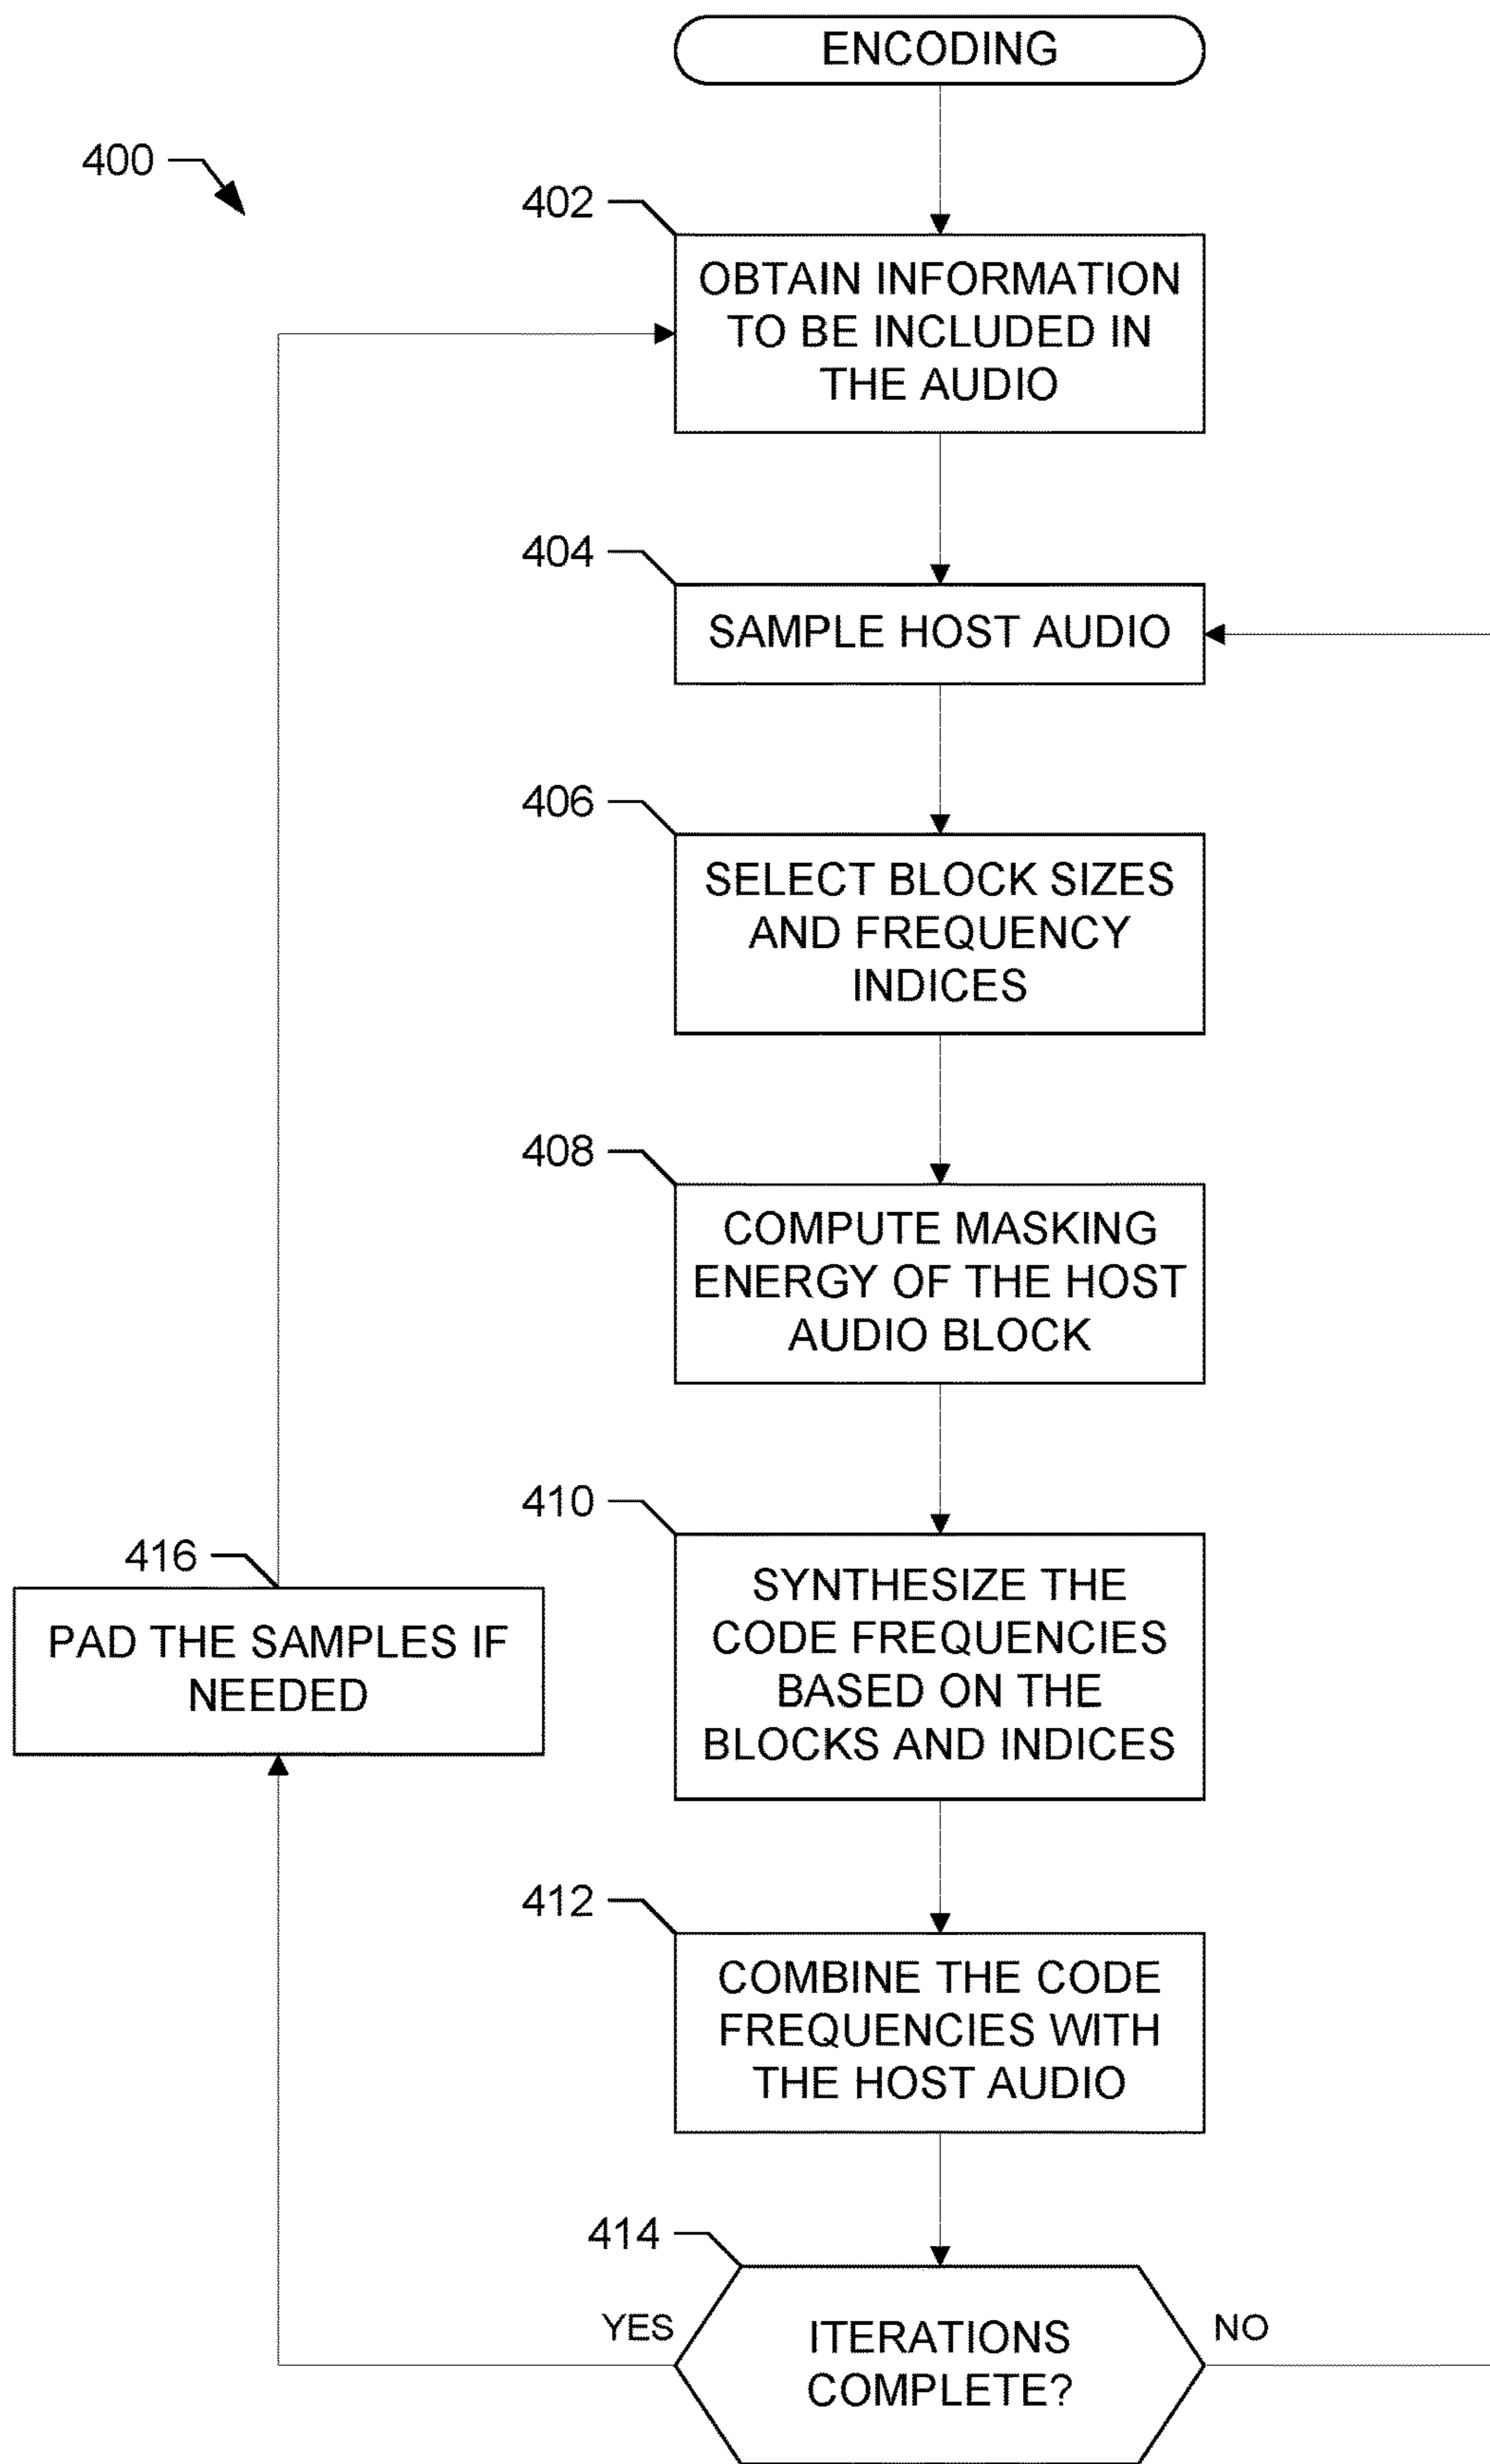 ENCODING
400
402
OBTAIN INFORMATION
TO BE INCLUDED IN
THE AUDIO
404
SAMPLE HOST AUDIO
406
SELECT BLOCK SIZES
AND FREQUENCY
INDICES
408
COMPUTE MASKING
ENERGY OF THE HOST
AUDIO BLOCK
410
SYNTHESIZE THE
CODE FREQUENCIES
BASED ON THE
BLOCKS AND INDICES
416
PAD THE SAMPLES IF
NEEDED
412
COMBINE THE CODE
FREQUENCIES WITH
THE HOST AUDIO
414
YES
ITERATIONS
COMPLETE?
NO